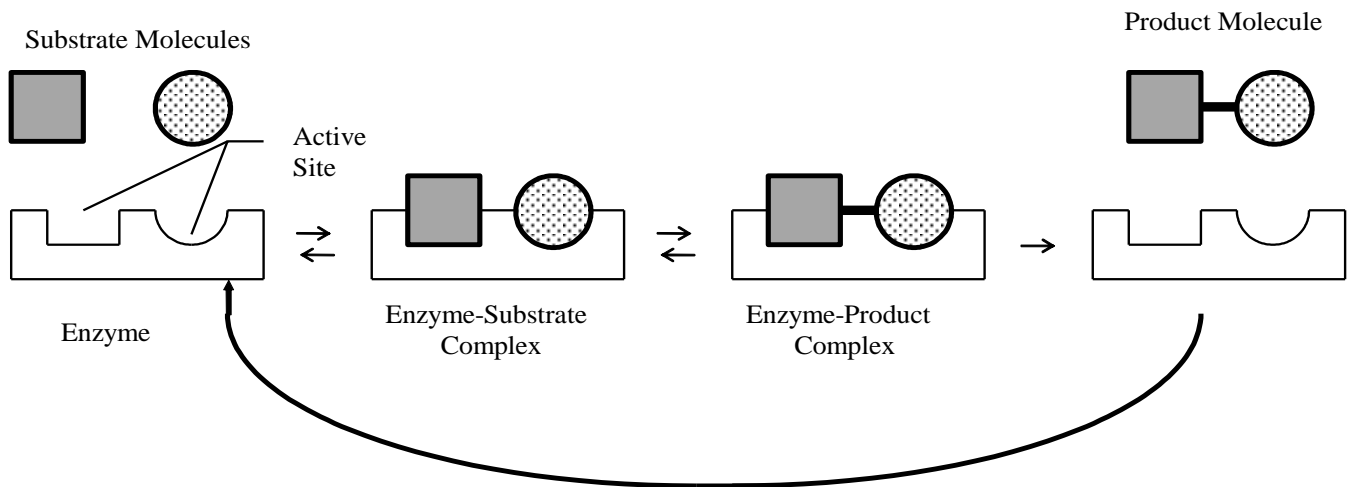 Substrate Molecules
Product Molecule
Active
Site
Enzyme
Enzyme-Substrate
Complex
Enzyme-Product
Complex